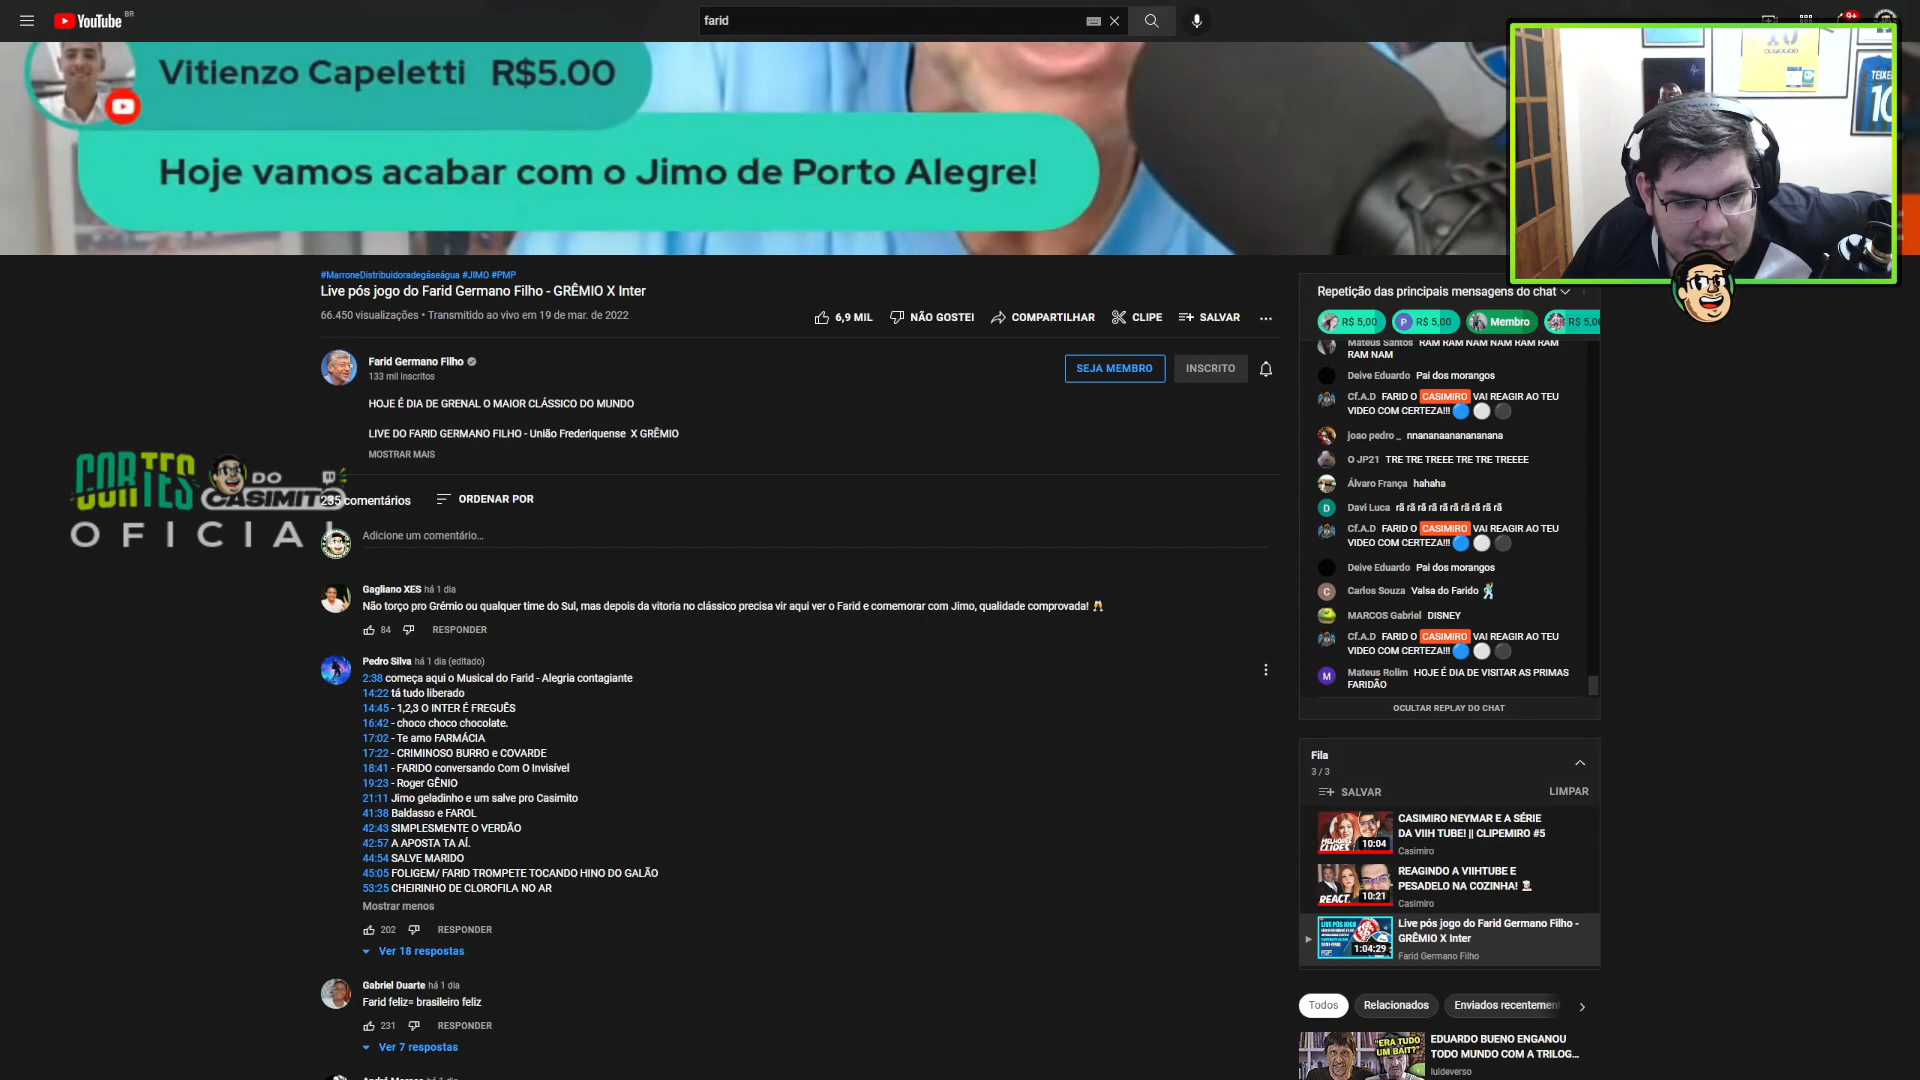 YouTube BR
farid
9+
Vitienzo Capeletti R$5.00
Hoje vamos acabar com o Jimo de Porto Alegre!
TEIXE
10
#MarroneDistribuidoradegáseágua #JIMO #PMP
Live pós jogo do Farid Germano Filho - GRÊMIO X Inter
66.450 visualizações • Transmitido ao vivo em 19 de mar. de 2022
6,9 MIL
NÃO GOSTEI
COMPARTILHAR
CLIPE
SALVAR
Farid Germano Filho
133 mil inscritos
SEJA MEMBRO
INSCRITO
HOJE É DIA DE GRENAL O MAIOR CLÁSSICO DO MUNDO
LIVE DO FARID GERMANO FILHO - União Frederiquense X GRÊMIO
MOSTRAR MAIS
CORTES DO CASIMITO
OFICIAL
235 comentários
ORDENAR POR
Adicione um comentário...
Gagliano XES há 1 dia
Não torço pro Grémio ou qualquer time do Sul, mas depois da vitoria no clássico precisa vir aqui ver o Farid e comemorar com Jimo, qualidade comprovada! 🥂
84
RESPONDER
Pedro Silva há 1 dia (editado)
2:38 começa aqui o Musical do Farid - Alegria contagiante
14:22 tá tudo liberado
14:45 - 1,2,3 O INTER É FREGUÊS
16:42 - choco choco chocolate.
17:02 - Te amo FARMÁCIA
17:22 - CRIMINOSO BURRO e COVARDE
18:41 - FARIDO conversando Com O Invisível
19:23 - Roger GÊNIO
21:11 Jimo geladinho e um salve pro Casimito
41:38 Baldasso e FAROL
42:43 SIMPLESMENTE O VERDÃO
42:57 A APOSTA TA AÍ.
44:54 SALVE MARIDO
45:05 FOLIGEM/ FARID TROMPETE TOCANDO HINO DO GALÃO
53:25 CHEIRINHO DE CLOROFILA NO AR
Mostrar menos
202
RESPONDER
Ver 18 respostas
Gabriel Duarte há 1 dia
Farid feliz= brasileiro feliz
231
RESPONDER
Ver 7 respostas
Repetição das principais mensagens do chat
R$ 5,00
P R$ 5,00
Membro
R$ 5,00
Mateus Santos RAM RAM NAM NAM RAM RAM
RAM NAM
Deive Eduardo Pai dos morangos
Cf.A.D FARID O CASIMIRO VAI REAGIR AO TEU
VIDEO COM CERTEZA!!!
joao pedro _ nnananaanananananana
O JP21 TRE TRE TREEE TRE TRE TREEEE
Álvaro França hahaha
D Davi Luca rã rã rã rã rã rã rã rã rã rã
Cf.A.D FARID O CASIMIRO VAI REAGIR AO TEU
VIDEO COM CERTEZA!!!
Deive Eduardo Pai dos morangos
C Carlos Souza Valsa do Farido
MARCOS Gabriel DISNEY
Cf.A.D FARID O CASIMIRO VAI REAGIR AO TEU
VIDEO COM CERTEZA!!!
M Mateus Rolim HOJE É DIA DE VISITAR AS PRIMAS
FARIDÃO
OCULTAR REPLAY DO CHAT
Fila
3 / 3
SALVAR
LIMPAR
10:04
CASIMIRO NEYMAR E A SÉRIE
DA VIIH TUBE! || CLIPEMIRO #5
Casimiro
REACT.
10:21
REAGINDO A VIIHTUBE E
PESADELO NA COZINHA!
Casimiro
LIVE PÓS JOGO
1:04:29
Live pós jogo do Farid Germano Filho -
GRÊMIO X Inter
Farid Germano Filho
Todos
Relacionados
Enviados recentement
"ERA TUDO
UM BAIT?"
EDUARDO BUENO ENGANOU
TODO MUNDO COM A TRILOG...
luideverso